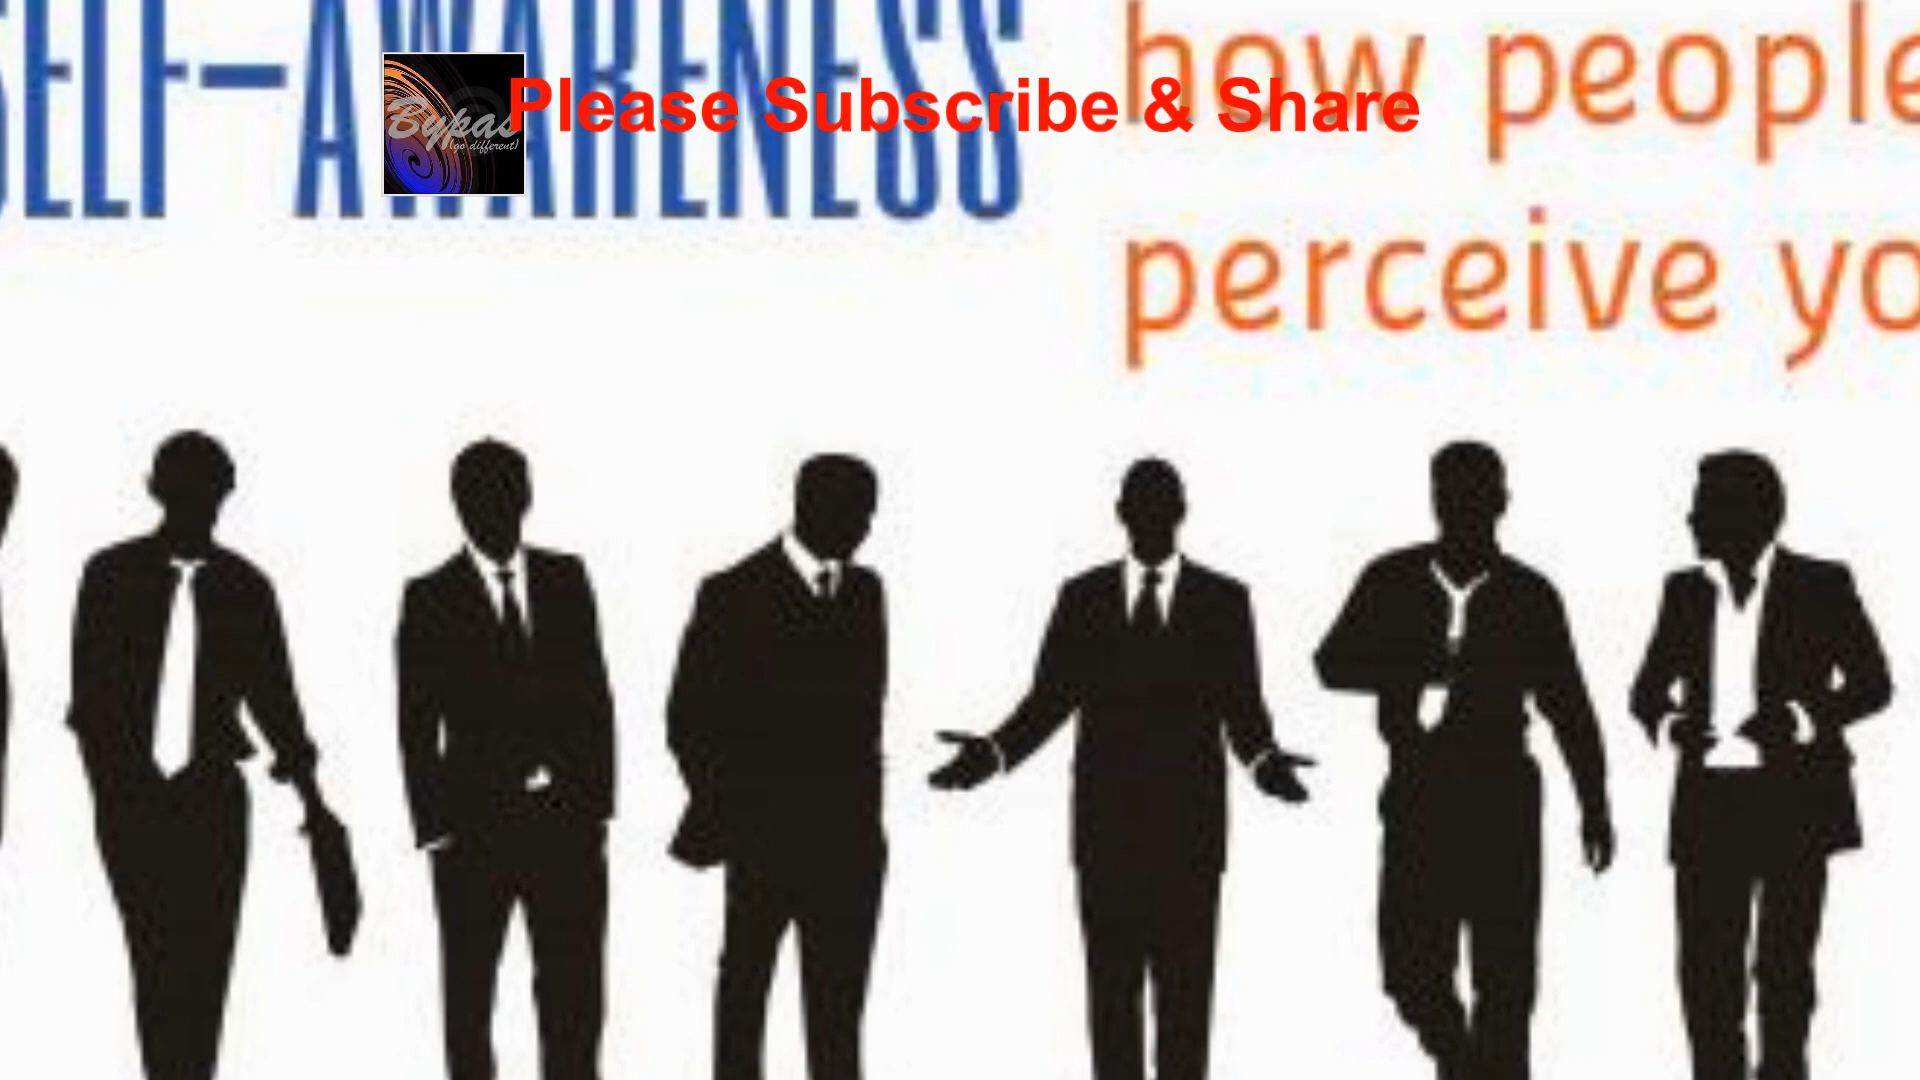 SELF-AWARENESS
how people
perceive yo
Bypas
(go different)
Please Subscribe & Share